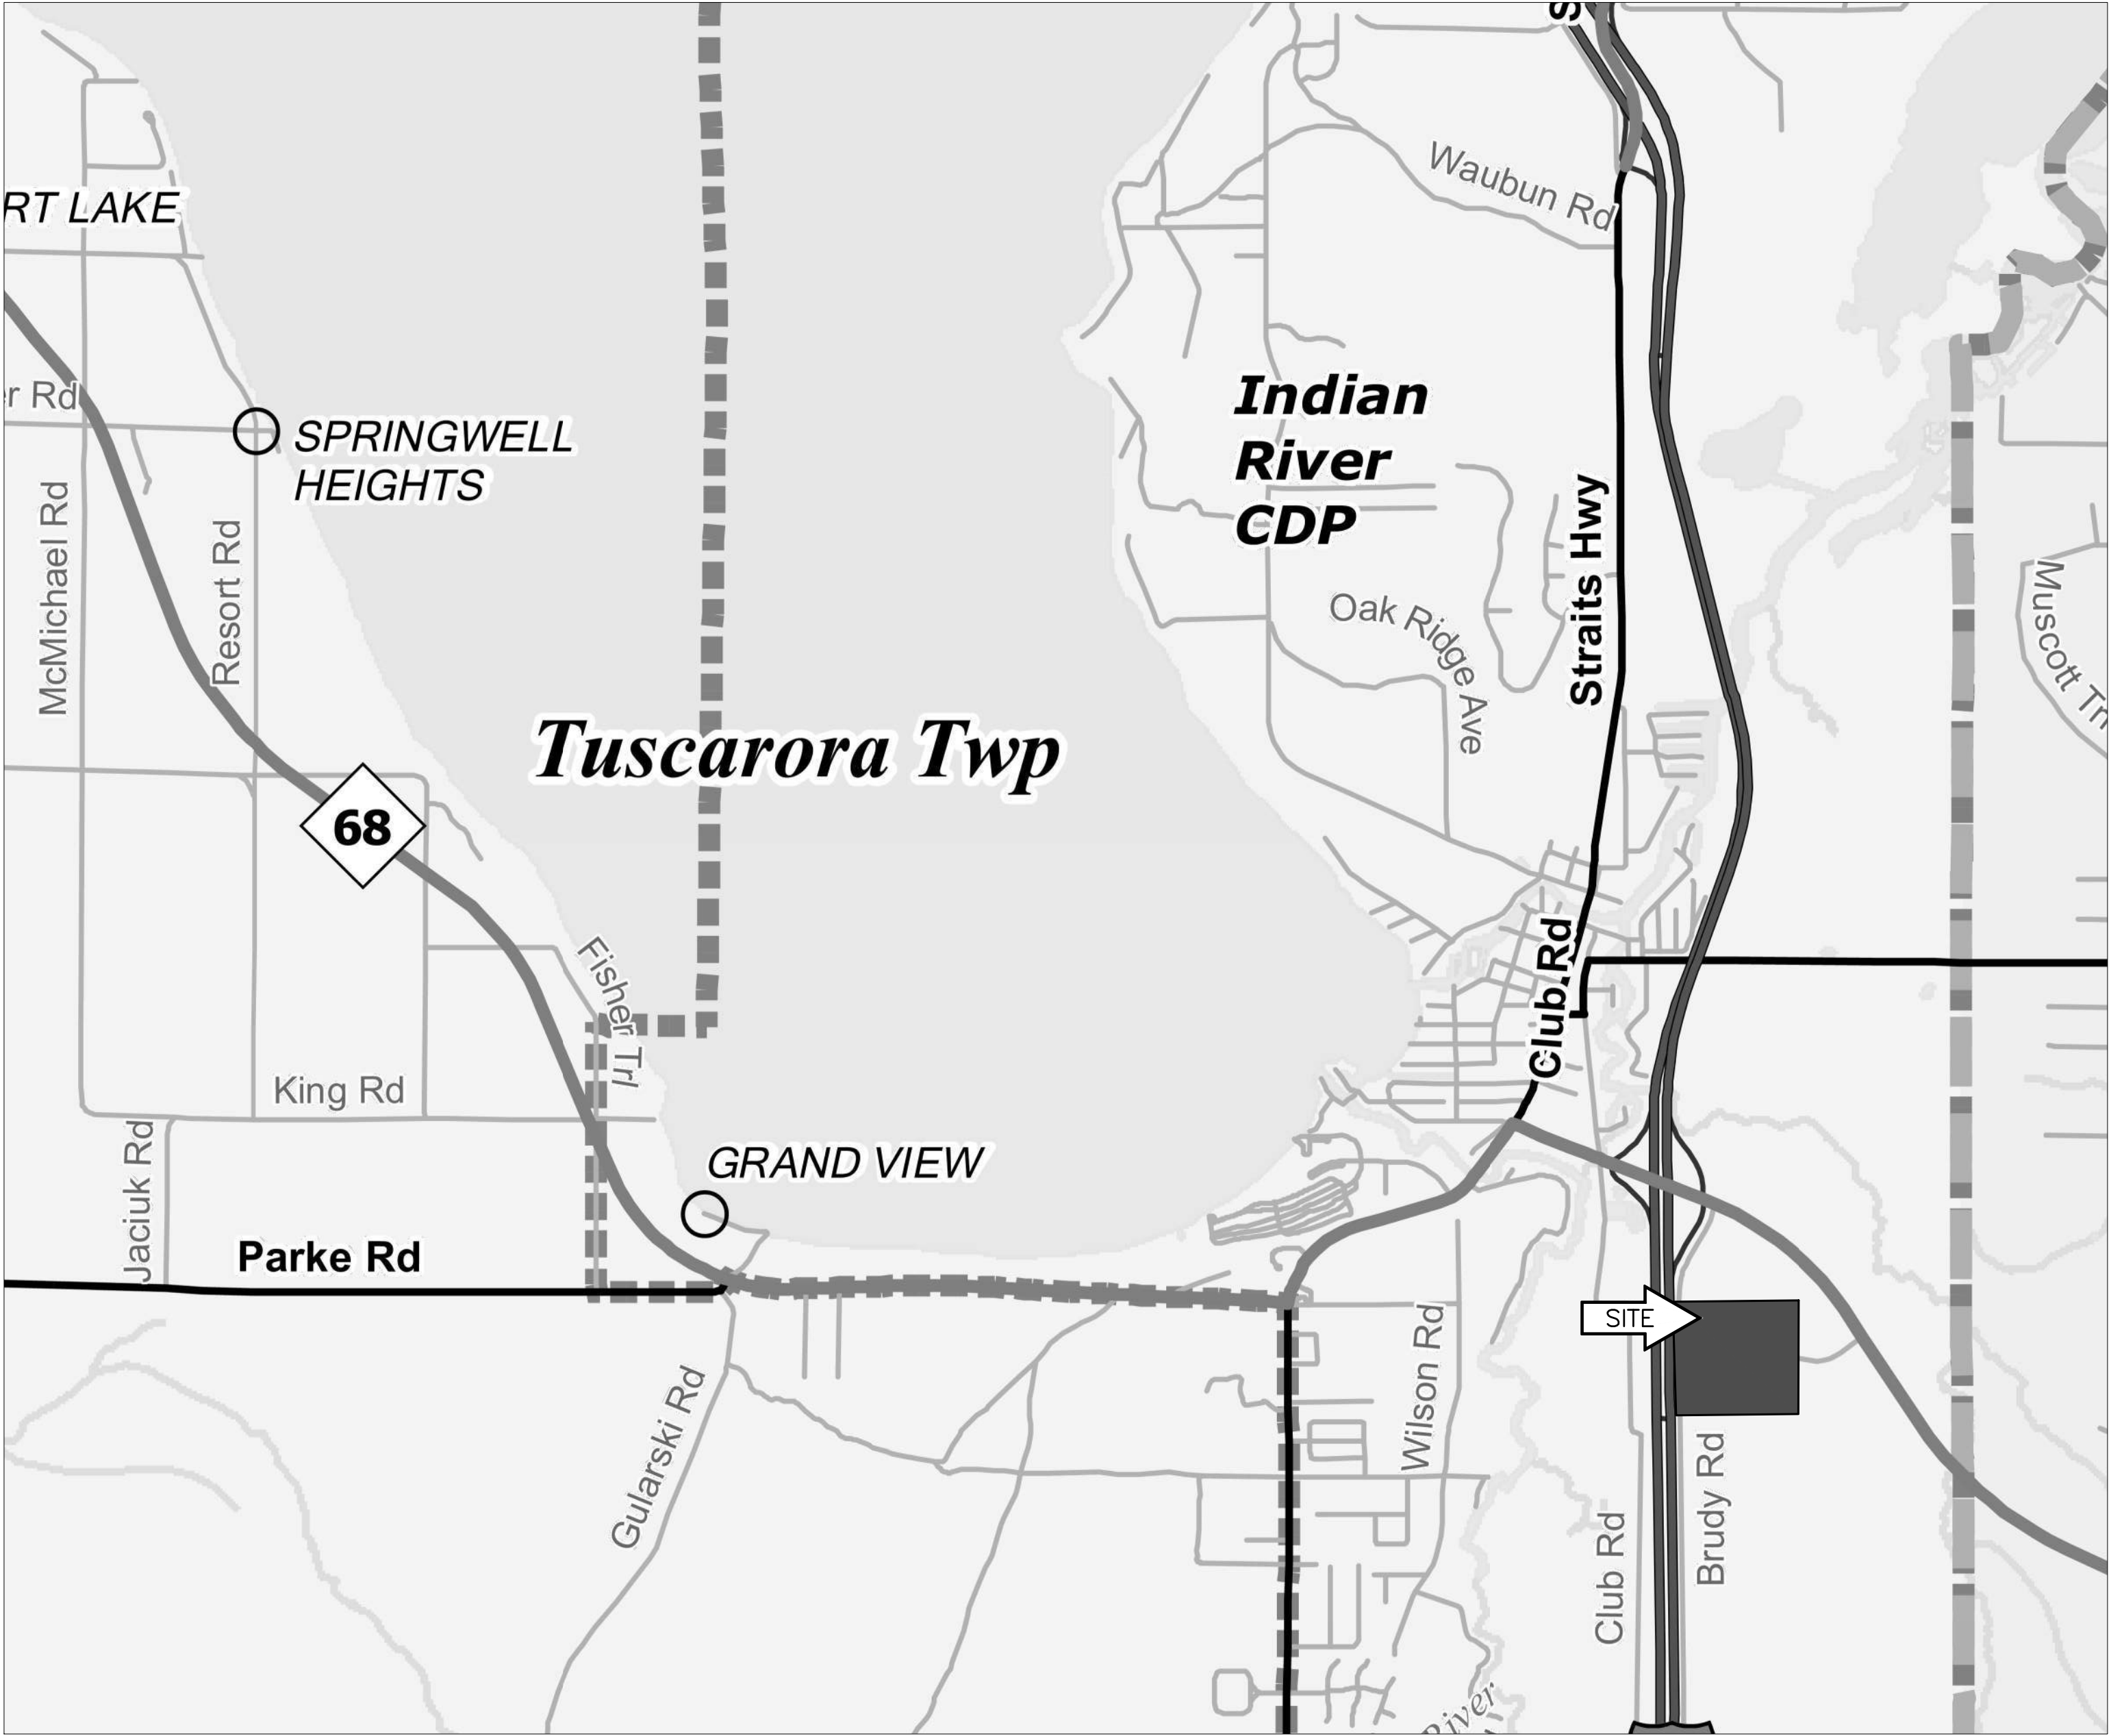 S
Waubun Rd
RT LAKE
Indian
River
CDP
r Rd
SPRINGWELL
HEIGHTS
McMichael Rd
Resort Rd
Straits Hwy
Oak Ridge Ave
Muscott Trl
Tuscarora Twp
68
Fisher Trl
Club Rd
King Rd
Jaciuk Rd
GRAND VIEW
Parke Rd
SITE
Wilson Rd
Gularski Rd
Club Rd
Brudy Rd
River